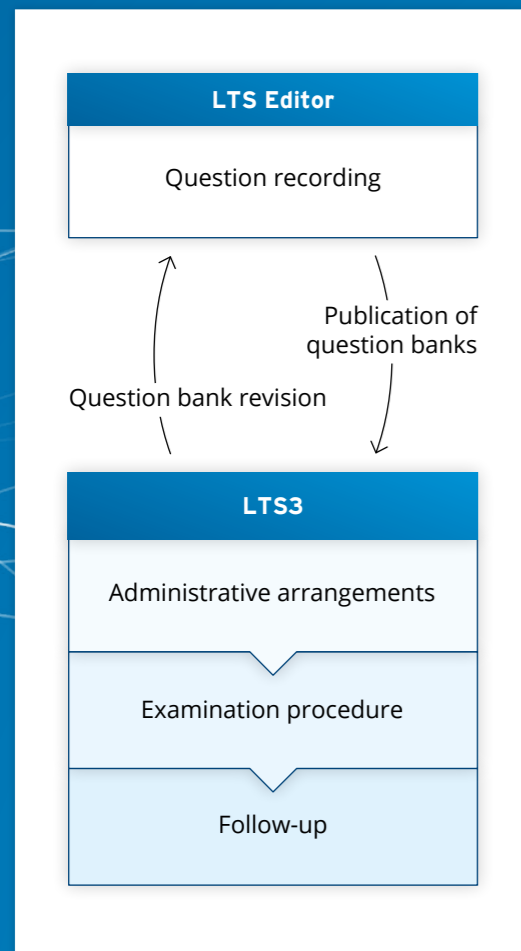 LTS Editor
Question recording
Publication of
question banks
Question bank revision
LTS3
Administrative arrangements
Examination procedure
Follow-up